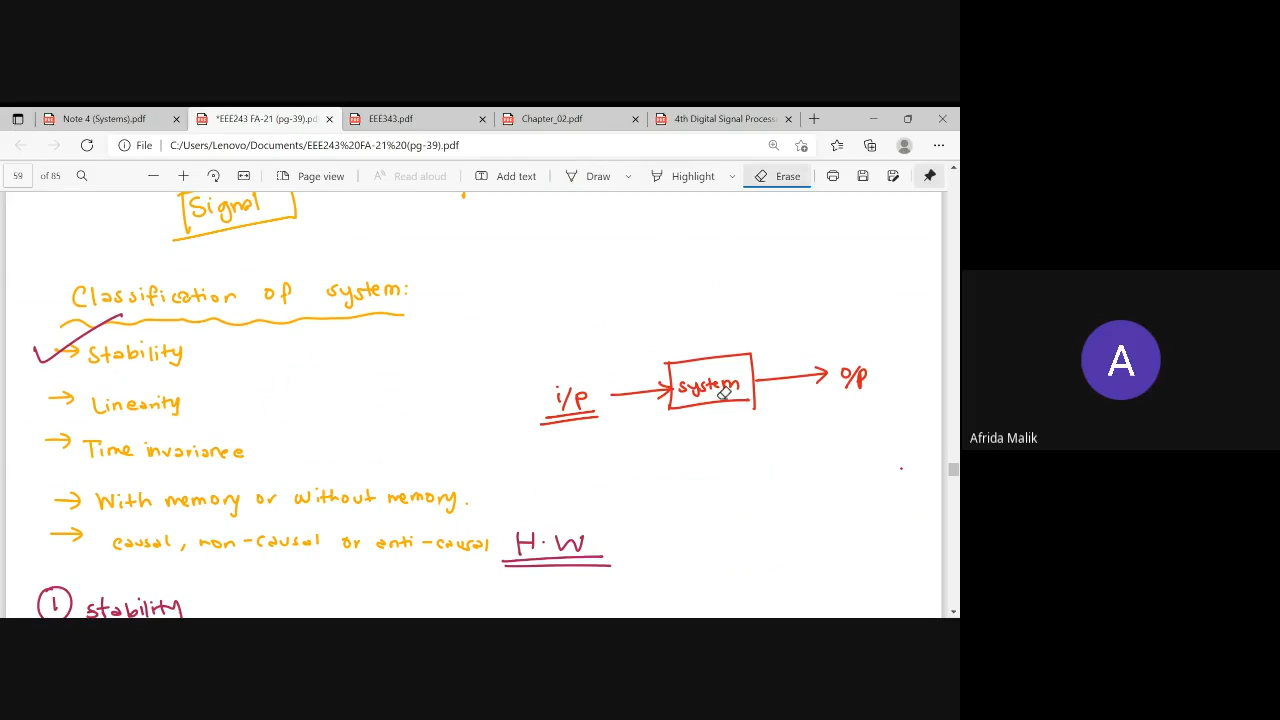 Note 4 (Systems).pdf
*EEE243 FA-21 (pg-39).pd
EEE343.pdf
Chapter_02.pdf
4th Digital Signal Process
File
C:/Users/Lenovo/Documents/EEE243%20FA-21%20(pg-39).pdf
59 of 85
Page view
Read aloud
Add text
Draw
Highlight
Erase
Signal
Classification of system:
→ Stability
→ Linearity
→ Time invariance
→ With memory or without memory.
→ causal, non-causal or anti-causal H.W
i/p → system → o/p
1 stability
A
Afrida Malik